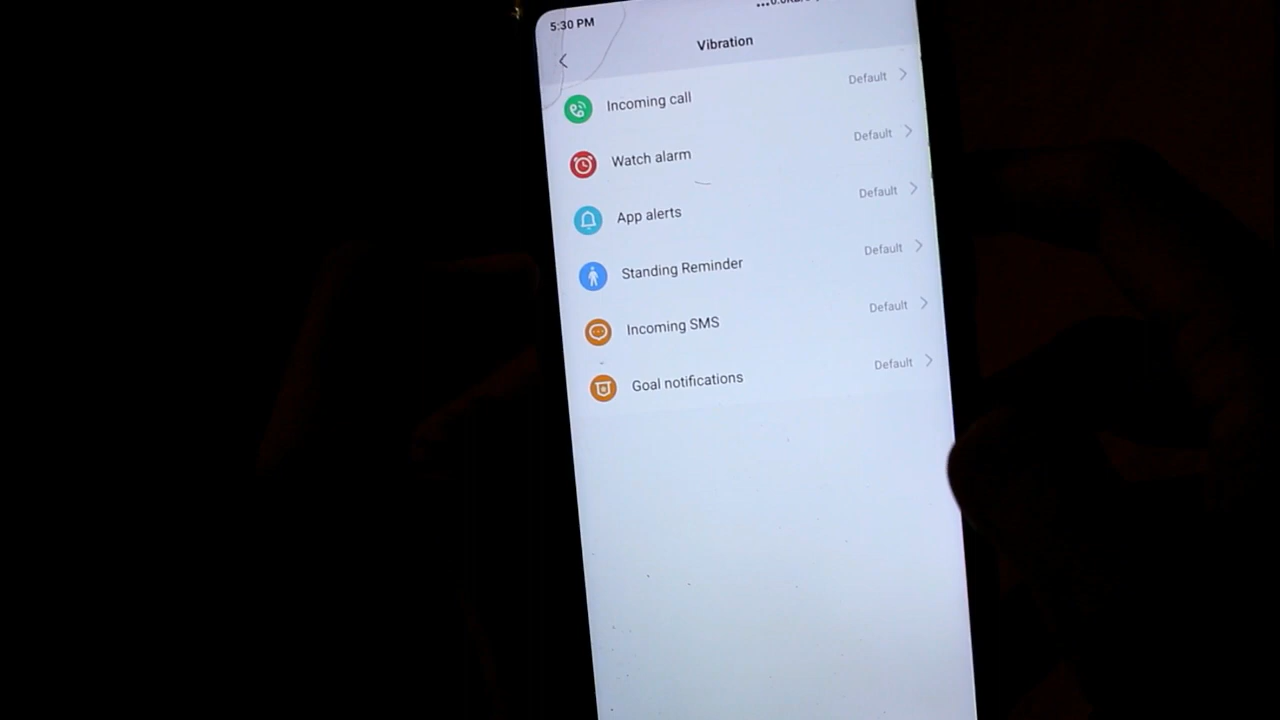 5:30 PM
Vibration
Incoming call Default
Watch alarm Default
App alerts Default
Standing Reminder Default
Incoming SMS Default
Goal notifications Default